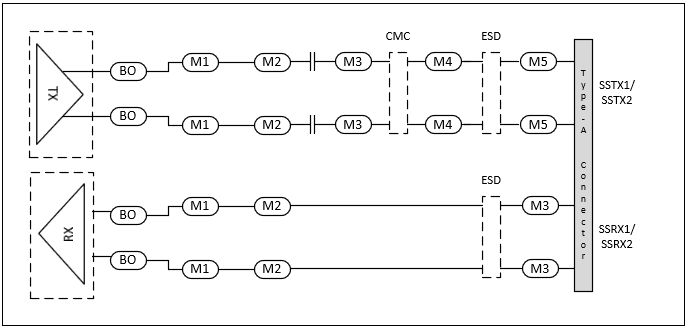 CMC ESD
BO M1 M2 M3 M4 M5
TX
BO M1 M2 M3 M4 M5
SSTX1/
SSTX2
Type-A Connector
ESD
BO M1 M2 M3
RX
BO M1 M2 M3
SSRX1/
SSRX2